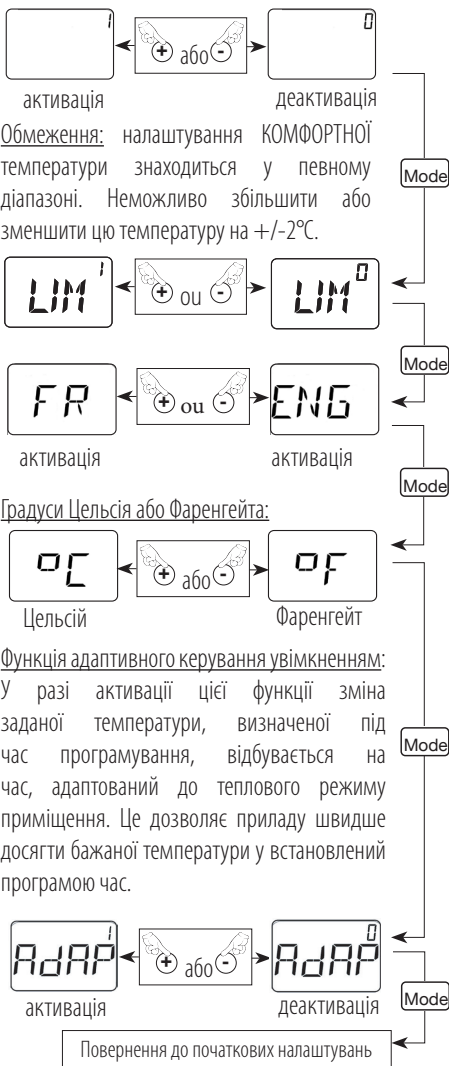 1 + або - 0
активація деактивація
Обмеження: налаштування КОМФОРТНОЇ
температури знаходиться у певному
діапазоні. Неможливо збільшити або
зменшити цю температуру на +/-2°C.
Mode
LIM 1 + ou - LIM 0
Mode
FR + ou - ENG
активація активація
Mode
Градуси Цельсія або Фаренгейта:
°C + або - °F
Цельсій Фаренгейт
Функція адаптивного керування увімкненням:
У разі активації цієї функції зміна
заданої температури, визначеної під
час програмування, відбувається на
час, адаптований до теплового режиму
приміщення. Це дозволяє приладу швидше
досягти бажаної температури у встановлений
програмою час.
Mode
AdAP 1 + або - AdAP 0
активація деактивація
Mode
Повернення до початкових налаштувань